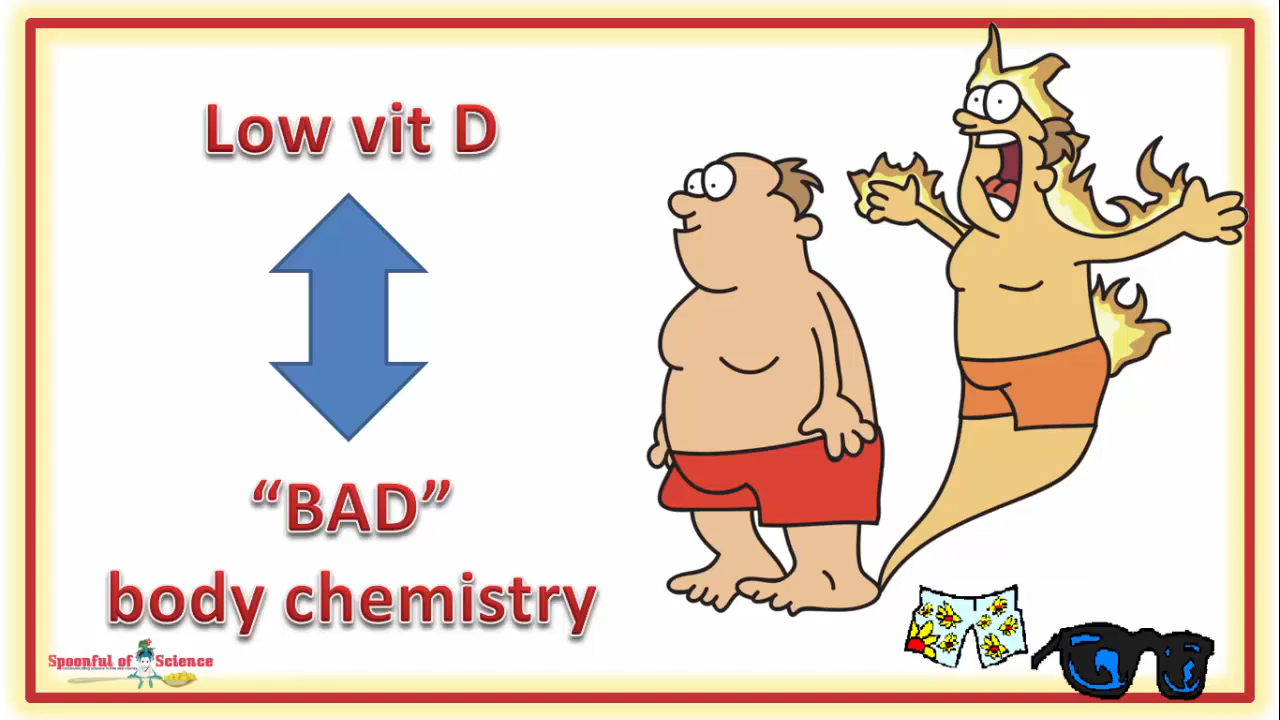 Low vit D
“BAD”
body chemistry
Spoonful of Science